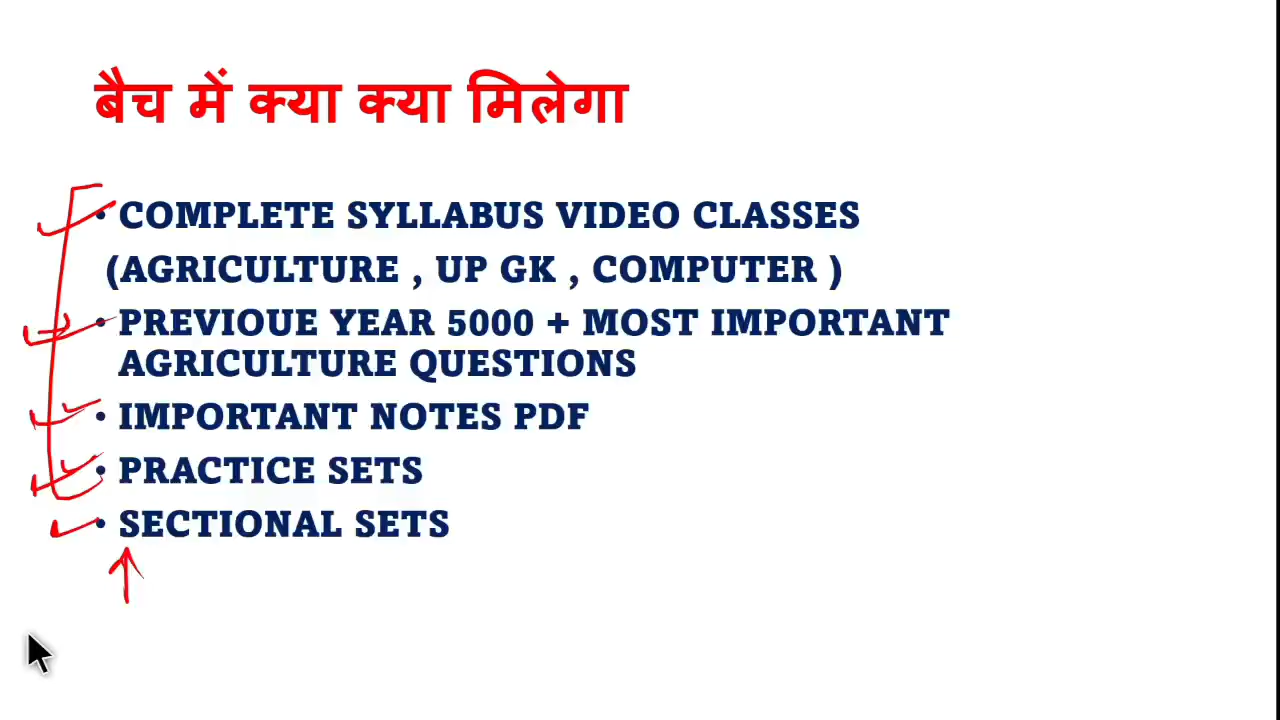 बैच में क्या क्या मिलेगा
• COMPLETE SYLLABUS VIDEO CLASSES
(AGRICULTURE , UP GK , COMPUTER )
• PREVIOUE YEAR 5000 + MOST IMPORTANT
AGRICULTURE QUESTIONS
• IMPORTANT NOTES PDF
• PRACTICE SETS
• SECTIONAL SETS